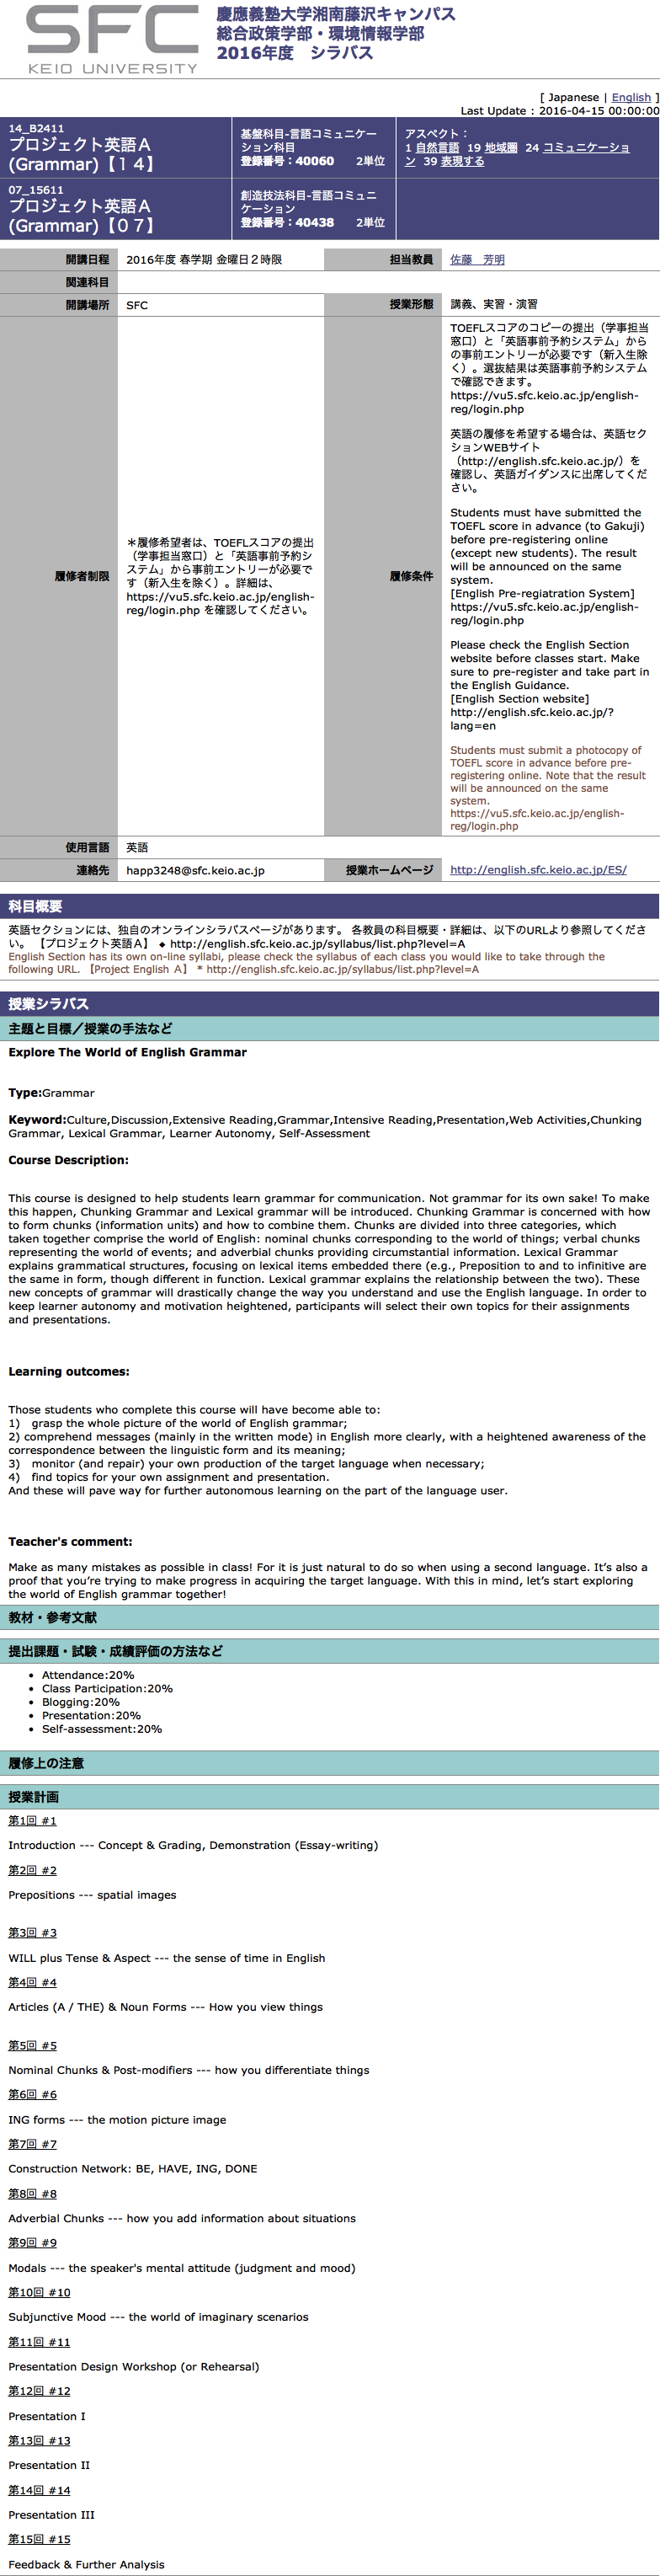 SFC
KEIO UNIVERSITY
慶應義塾大学湘南藤沢キャンパス
総合政策学部・環境情報学部
2016年度　シラバス
[ Japanese | English ]
Last Update : 2016-04-15 00:00:00
14_B2411
プロジェクト英語Ａ
(Grammar)【１４】
基盤科目-言語コミュニケー
ション科目
登録番号：40060　　2単位
アスペクト：
1 自然言語  19 地域圏  24 コミュニケーショ
ン  39 表現する
07_15611
プロジェクト英語Ａ
(Grammar)【０７】
創造技法科目-言語コミュニ
ケーション
登録番号：40438　　2単位
開講日程
2016年度 春学期 金曜日２時限
担当教員
佐藤　芳明
関連科目
開講場所
SFC
授業形態
講義、実習・演習
履修者制限
＊履修希望者は、TOEFLスコアの提出
（学事担当窓口）と「英語事前予約シ
ステム」から事前エントリーが必要で
す（新入生を除く）。詳細は、
https://vu5.sfc.keio.ac.jp/english-
reg/login.php を確認してください。
履修条件
TOEFLスコアのコピーの提出（学事担当
窓口）と「英語事前予約システム」から
の事前エントリーが必要です（新入生除
く）。選抜結果は英語事前予約システム
で確認できます。
https://vu5.sfc.keio.ac.jp/english-
reg/login.php
英語の履修を希望する場合は、英語セク
ションWEBサイト
（http://english.sfc.keio.ac.jp/）を
確認し、英語ガイダンスに出席してくだ
さい。
Students must have submitted the
TOEFL score in advance (to Gakuji)
before pre-registering online
(except new students). The result
will be announced on the same
system.
[English Pre-regiatration System]
https://vu5.sfc.keio.ac.jp/english-
reg/login.php
Please check the English Section
website before classes start. Make
sure to pre-register and take part in
the English Guidance.
[English Section website]
http://english.sfc.keio.ac.jp/?
lang=en
Students must submit a photocopy of
TOEFL score in advance before pre-
registering online. Note that the result
will be announced on the same
system.
https://vu5.sfc.keio.ac.jp/english-
reg/login.php
使用言語
英語
連絡先
happ3248@sfc.keio.ac.jp
授業ホームページ
http://english.sfc.keio.ac.jp/ES/
科目概要
英語セクションには、独自のオンラインシラバスページがあります。 各教員の科目概要・詳細は、以下のURLより参照してくださ
い。 【プロジェクト英語Ａ】 ◆ http://english.sfc.keio.ac.jp/syllabus/list.php?level=A
English Section has its own on-line syllabi, please check the syllabus of each class you would like to take through the
following URL. 【Project English Ａ】 * http://english.sfc.keio.ac.jp/syllabus/list.php?level=A
授業シラバス
主題と目標／授業の手法など
Explore The World of English Grammar
Type:Grammar
Keyword:Culture,Discussion,Extensive Reading,Grammar,Intensive Reading,Presentation,Web Activities,Chunking
Grammar, Lexical Grammar, Learner Autonomy, Self-Assessment
Course Description:
This course is designed to help students learn grammar for communication. Not grammar for its own sake! To make
this happen, Chunking Grammar and Lexical grammar will be introduced. Chunking Grammar is concerned with how
to form chunks (information units) and how to combine them. Chunks are divided into three categories, which
taken together comprise the world of English: nominal chunks corresponding to the world of things; verbal chunks
representing the world of events; and adverbial chunks providing circumstantial information. Lexical Grammar
explains grammatical structures, focusing on lexical items embedded there (e.g., Preposition to and to infinitive are
the same in form, though different in function. Lexical grammar explains the relationship between the two). These
new concepts of grammar will drastically change the way you understand and use the English language. In order to
keep learner autonomy and motivation heightened, participants will select their own topics for their assignments
and presentations.
Learning outcomes:
Those students who complete this course will have become able to:
1)　grasp the whole picture of the world of English grammar;
2) comprehend messages (mainly in the written mode) in English more clearly, with a heightened awareness of the
correspondence between the linguistic form and its meaning;
3)　monitor (and repair) your own production of the target language when necessary;
4)　find topics for your own assignment and presentation.
And these will pave way for further autonomous learning on the part of the language user.
Teacher's comment:
Make as many mistakes as possible in class! For it is just natural to do so when using a second language. It’s also a
proof that you’re trying to make progress in acquiring the target language. With this in mind, let’s start exploring
the world of English grammar together!
教材・参考文献
提出課題・試験・成績評価の方法など
• Attendance:20%
• Class Participation:20%
• Blogging:20%
• Presentation:20%
• Self-assessment:20%
履修上の注意
授業計画
第1回 #1
Introduction --- Concept & Grading, Demonstration (Essay-writing)
第2回 #2
Prepositions --- spatial images
第3回 #3
WILL plus Tense & Aspect --- the sense of time in English
第4回 #4
Articles (A / THE) & Noun Forms --- How you view things
第5回 #5
Nominal Chunks & Post-modifiers --- how you differentiate things
第6回 #6
ING forms --- the motion picture image
第7回 #7
Construction Network: BE, HAVE, ING, DONE
第8回 #8
Adverbial Chunks --- how you add information about situations
第9回 #9
Modals --- the speaker's mental attitude (judgment and mood)
第10回 #10
Subjunctive Mood --- the world of imaginary scenarios
第11回 #11
Presentation Design Workshop (or Rehearsal)
第12回 #12
Presentation I
第13回 #13
Presentation II
第14回 #14
Presentation III
第15回 #15
Feedback & Further Analysis